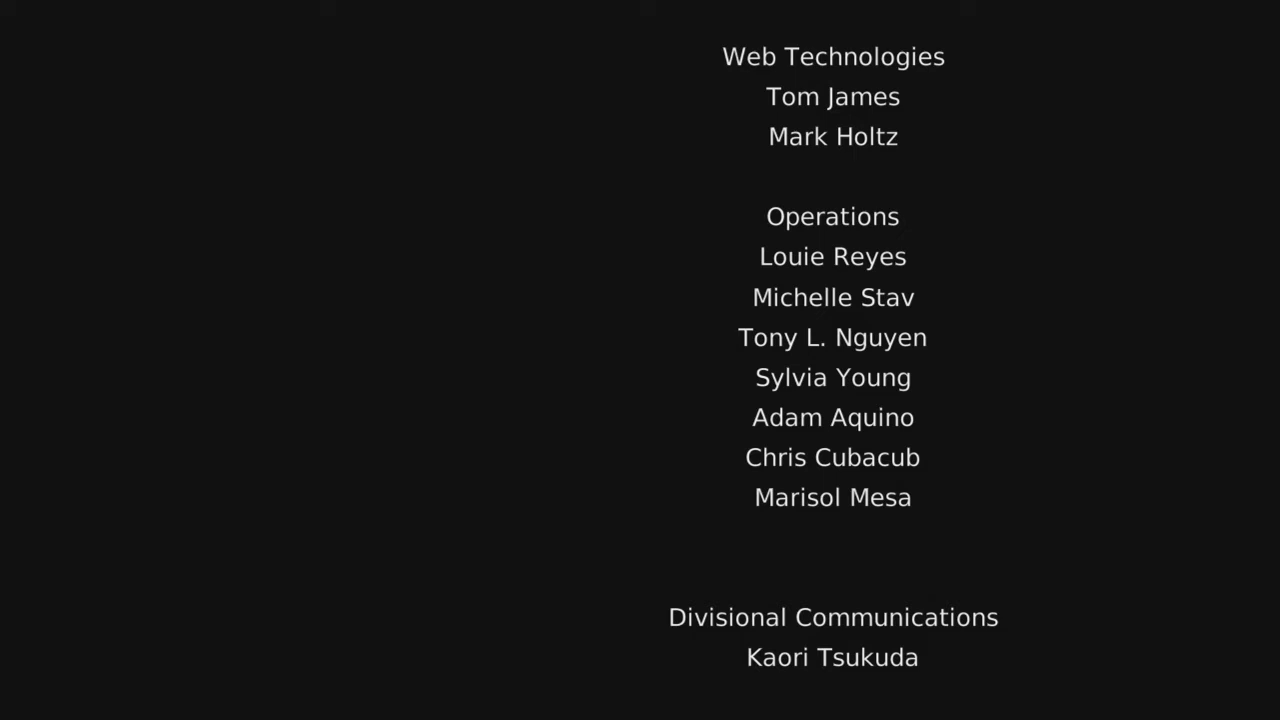 Web Technologies
Tom James
Mark Holtz
Operations
Louie Reyes
Michelle Stav
Tony L. Nguyen
Sylvia Young
Adam Aquino
Chris Cubacub
Marisol Mesa
Divisional Communications
Kaori Tsukuda